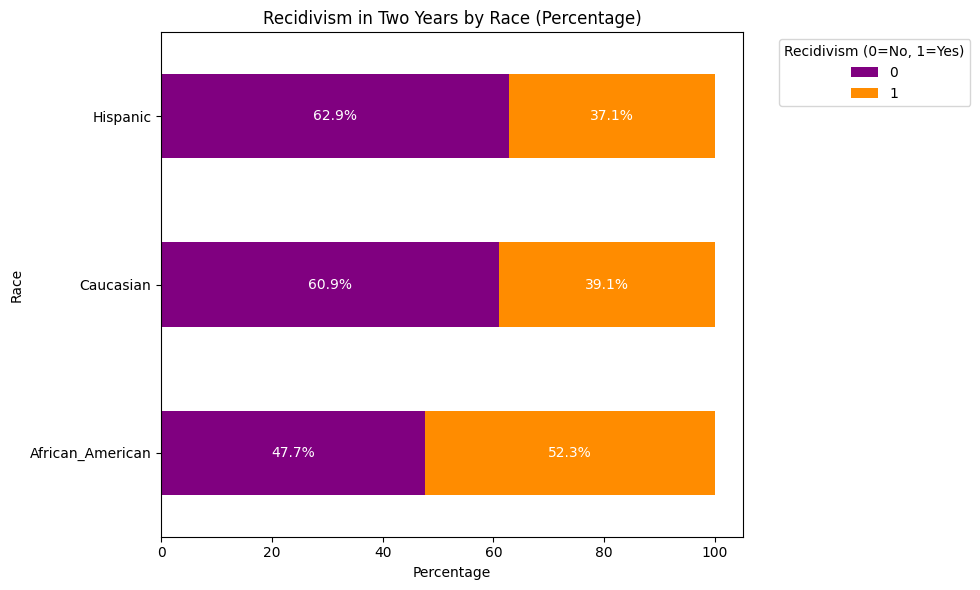 Recidivism in Two Years by Race (Percentage)
Recidivism (0=No, 1=Yes)
0
1
Race
Hispanic
62.9%
37.1%
Caucasian
60.9%
39.1%
African_American
47.7%
52.3%
0
20
40
60
80
100
Percentage